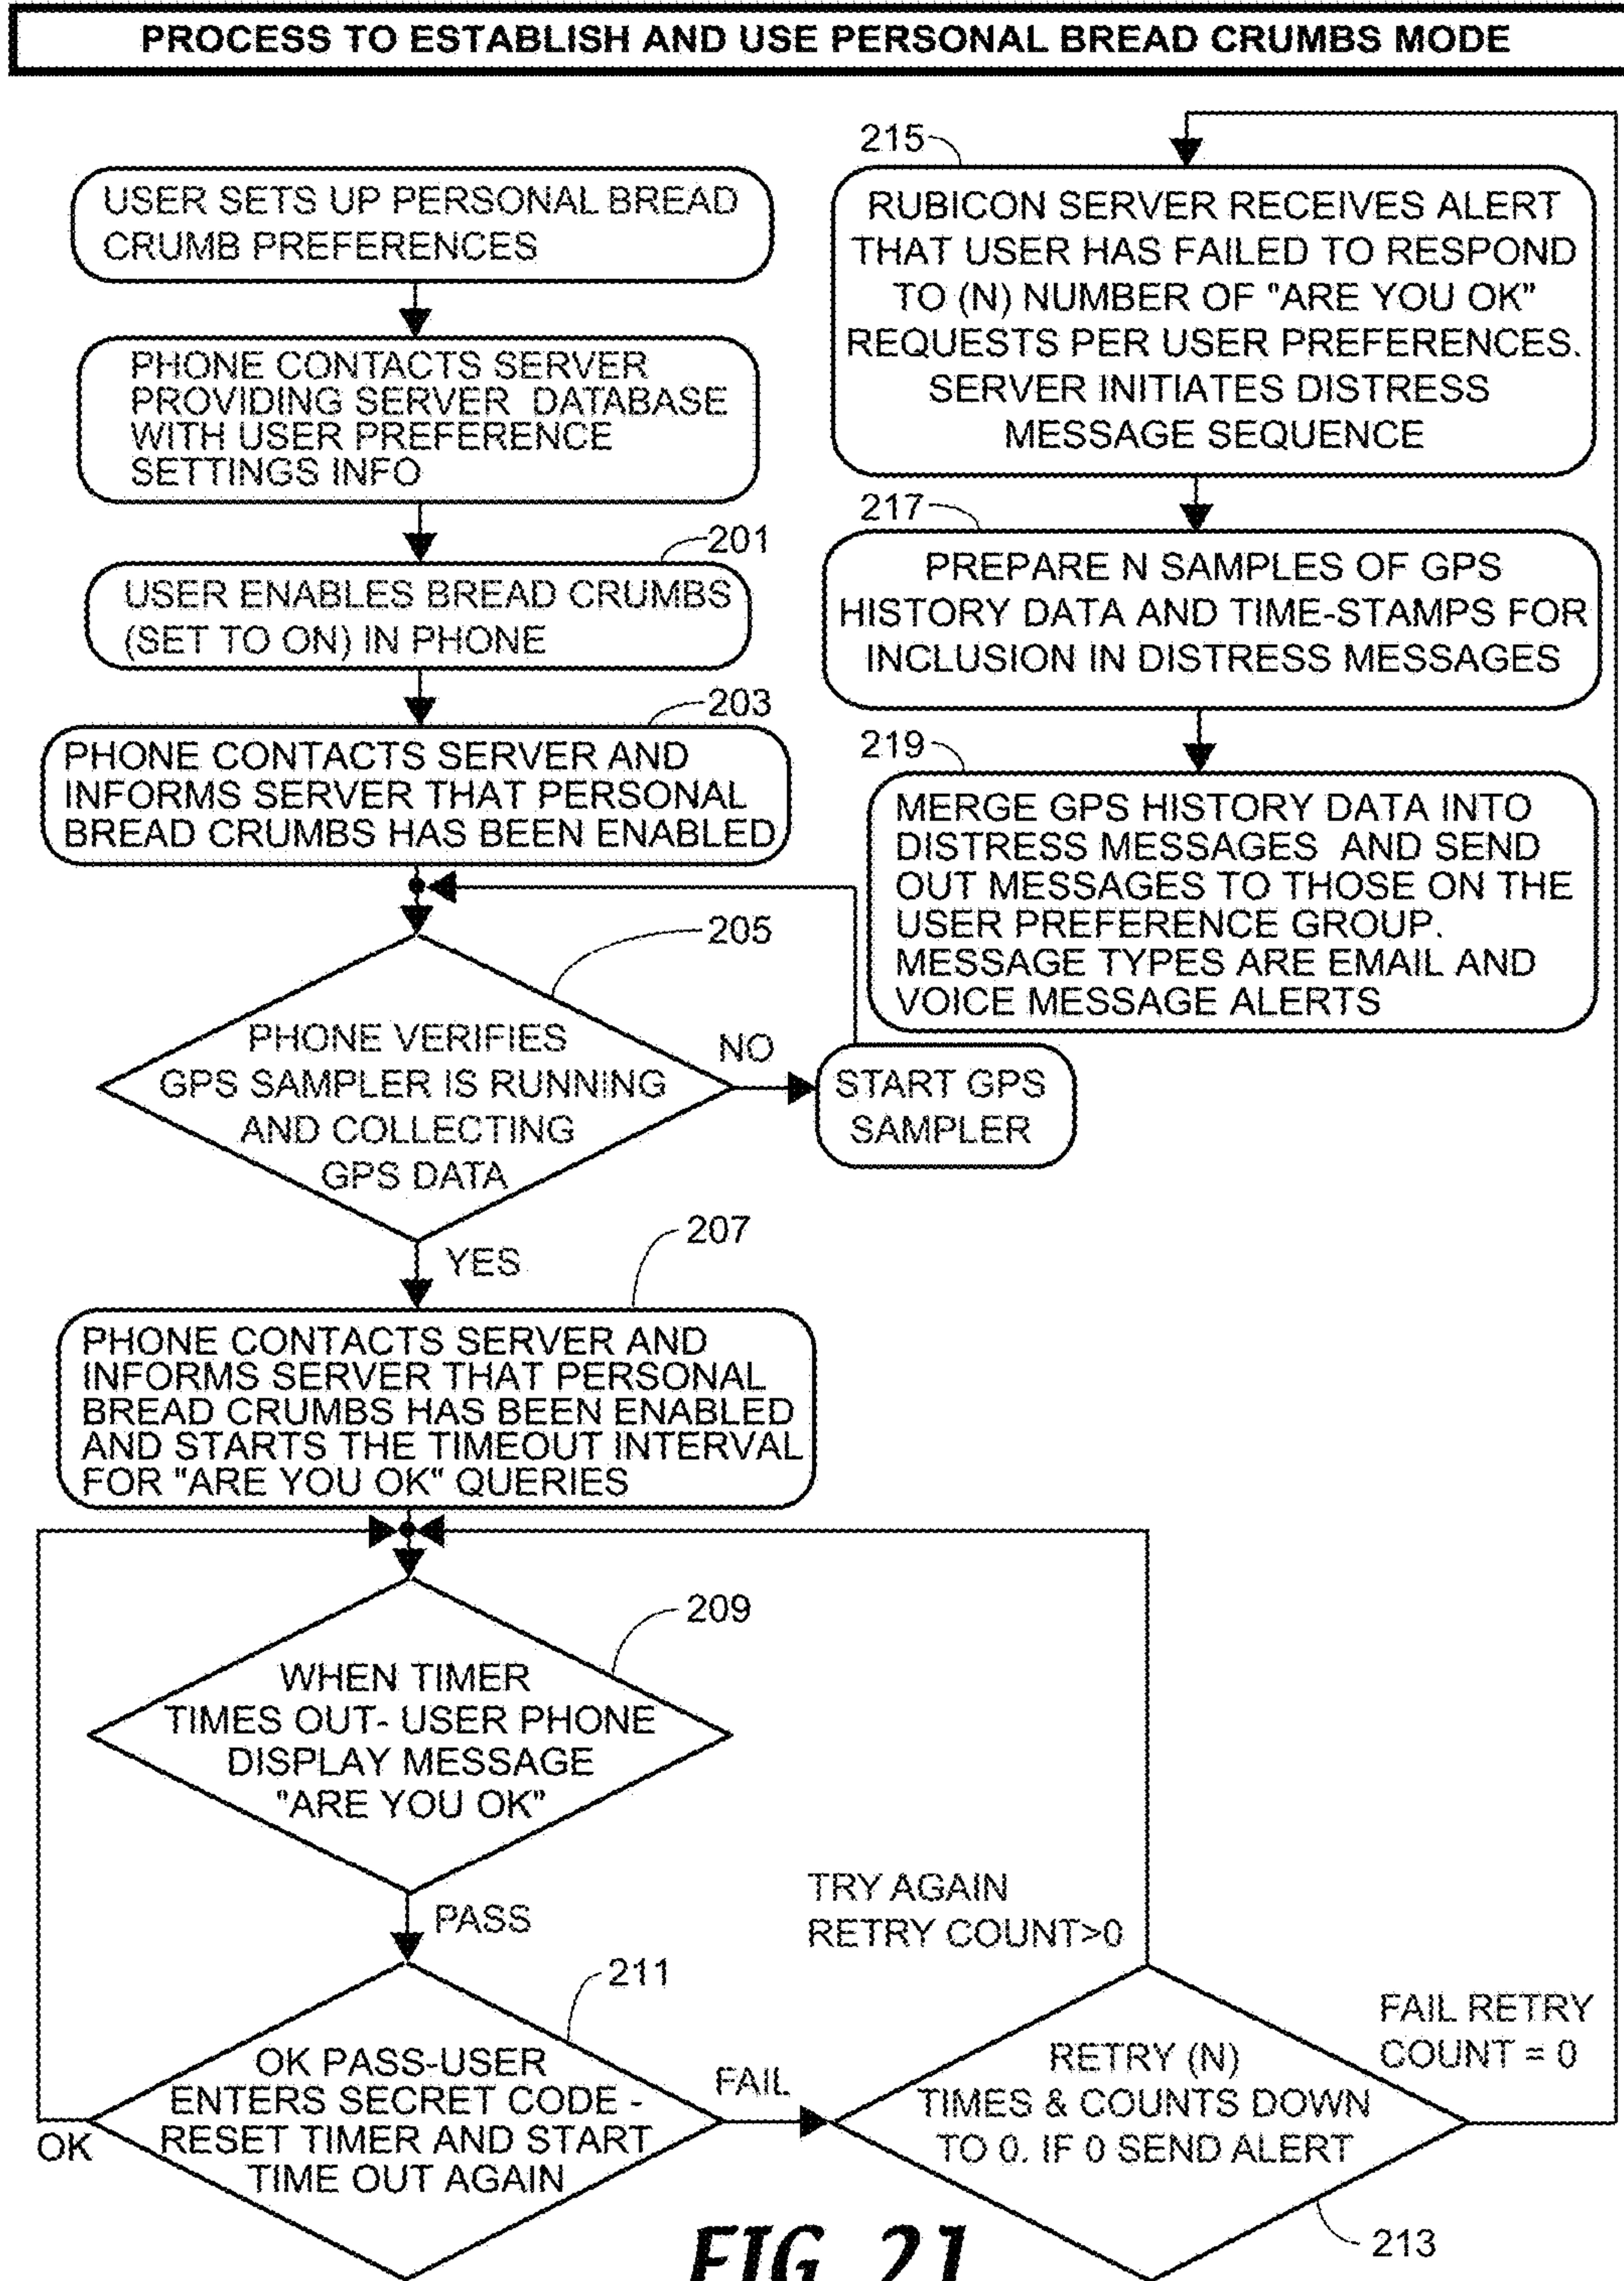 PROCESS TO ESTABLISH AND USE PERSONAL BREAD CRUMBS MODE
USER SETS UP PERSONAL BREAD
CRUMB PREFERENCES
PHONE CONTACTS SERVER
PROVIDING SERVER DATABASE
WITH USER PREFERENCE
SETTINGS INFO
201
USER ENABLES BREAD CRUMBS
(SET TO ON) IN PHONE
203
PHONE CONTACTS SERVER AND
INFORMS SERVER THAT PERSONAL
BREAD CRUMBS HAS BEEN ENABLED
205
PHONE VERIFIES
GPS SAMPLER IS RUNNING
AND COLLECTING
GPS DATA
NO
START GPS
SAMPLER
YES
207
PHONE CONTACTS SERVER AND
INFORMS SERVER THAT PERSONAL
BREAD CRUMBS HAS BEEN ENABLED
AND STARTS THE TIMEOUT INTERVAL
FOR "ARE YOU OK" QUERIES
209
WHEN TIMER
TIMES OUT- USER PHONE
DISPLAY MESSAGE
"ARE YOU OK"
PASS
211
OK PASS-USER
ENTERS SECRET CODE -
RESET TIMER AND START
TIME OUT AGAIN
OK
FAIL
TRY AGAIN
RETRY COUNT>0
RETRY (N)
TIMES & COUNTS DOWN
TO 0. IF 0 SEND ALERT
213
FAIL RETRY
COUNT = 0
215
RUBICON SERVER RECEIVES ALERT
THAT USER HAS FAILED TO RESPOND
TO (N) NUMBER OF "ARE YOU OK"
REQUESTS PER USER PREFERENCES.
SERVER INITIATES DISTRESS
MESSAGE SEQUENCE
217
PREPARE N SAMPLES OF GPS
HISTORY DATA AND TIME-STAMPS FOR
INCLUSION IN DISTRESS MESSAGES
219
MERGE GPS HISTORY DATA INTO
DISTRESS MESSAGES AND SEND
OUT MESSAGES TO THOSE ON THE
USER PREFERENCE GROUP.
MESSAGE TYPES ARE EMAIL AND
VOICE MESSAGE ALERTS
FIG. 21